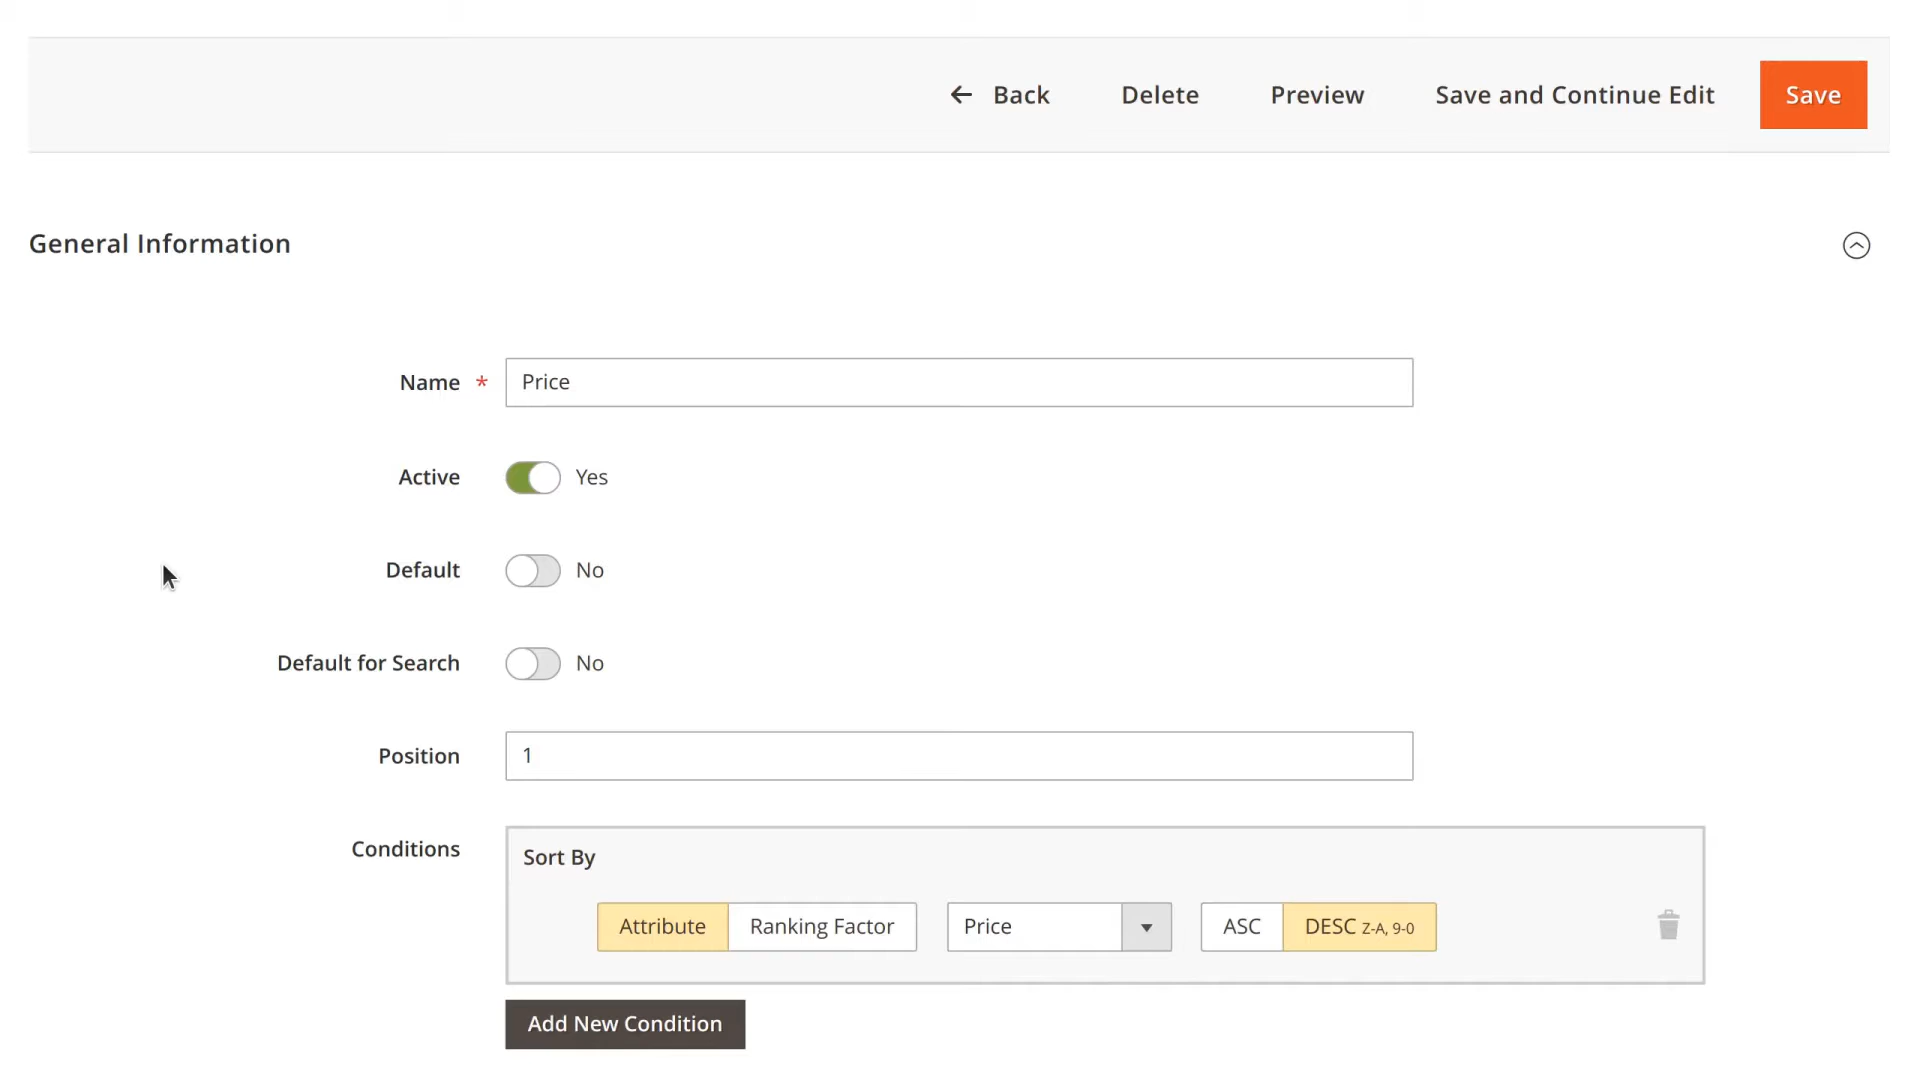 Back Delete Preview Save and Continue Edit Save
General Information
Name * Price
Active Yes
Default No
Default for Search No
Position 1
Conditions
Sort By
Attribute Ranking Factor Price ASC DESC Z-A, 9-0
Add New Condition